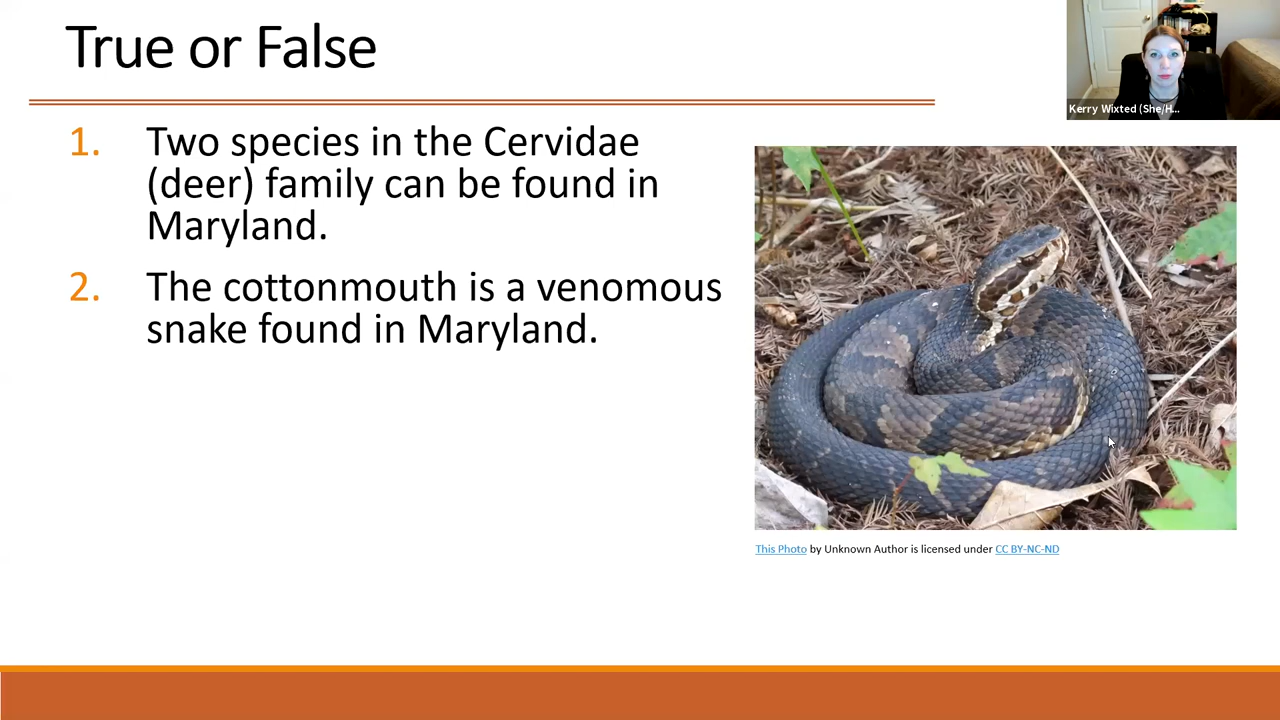 True or False
Kerry Wixted (She/H...
1. Two species in the Cervidae
(deer) family can be found in
Maryland.
2. The cottonmouth is a venomous
snake found in Maryland.
This Photo by Unknown Author is licensed under CC BY-NC-ND